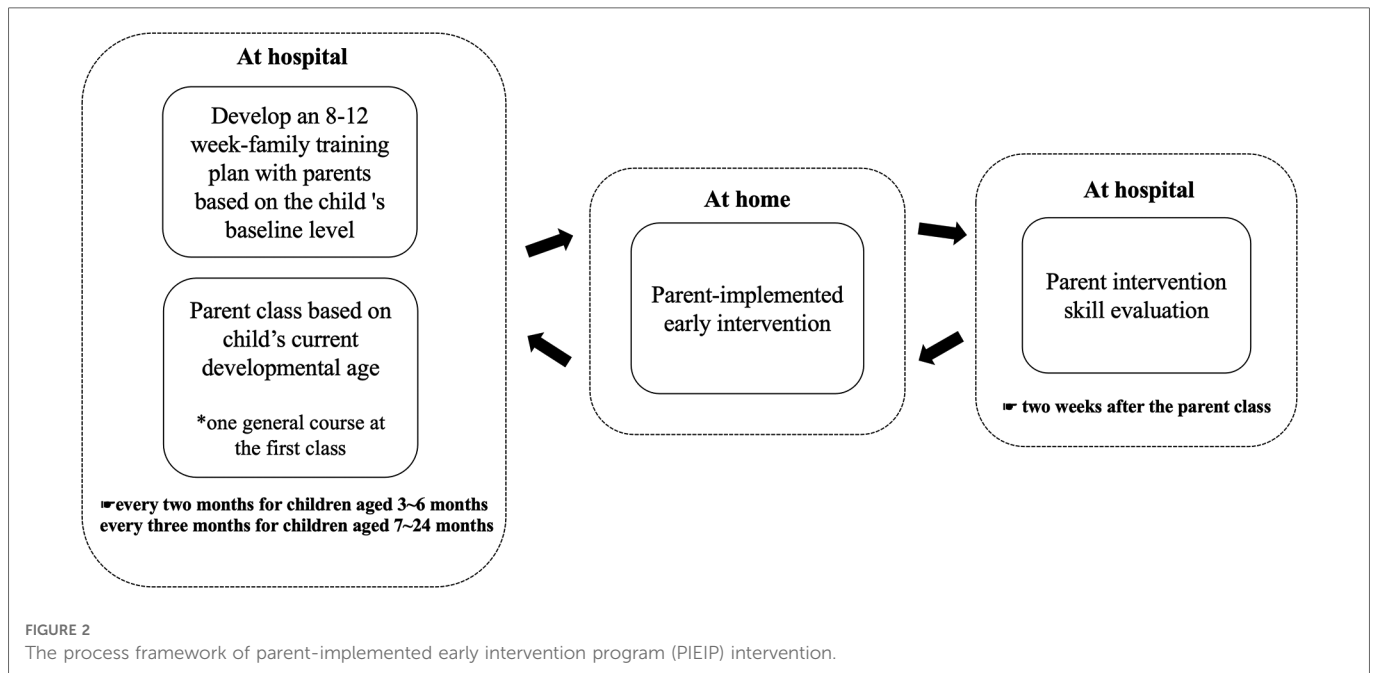 At hospital
Develop an 8-12
week-family training
plan with parents
based on the child 's
baseline level
Parent class based on
child’s current
developmental age
*one general course at
the first class
☛every two months for children aged 3~6 months
every three months for children aged 7~24 months
At home
Parent-implemented
early intervention
At hospital
Parent intervention
skill evaluation
☛ two weeks after the parent class
FIGURE 2
The process framework of parent-implemented early intervention program (PIEIP) intervention.